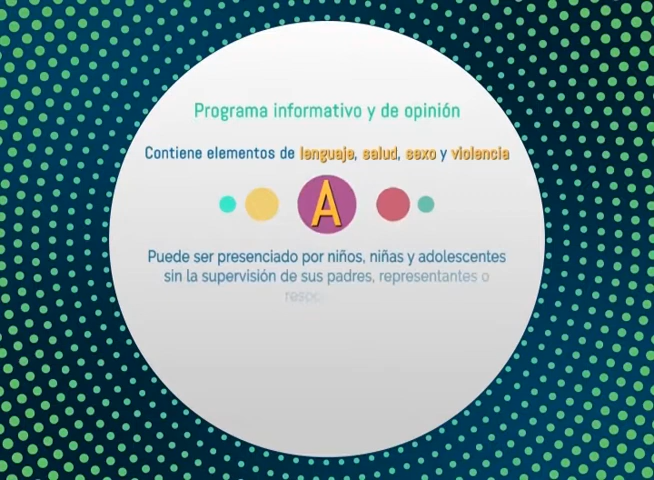 Programa informativo y de opinión
Contiene elementos de lenguaje, salud, sexo y violencia
A
Puede ser presenciado por niños, niñas y adolescentes
sin la supervisión de sus padres, representantes o